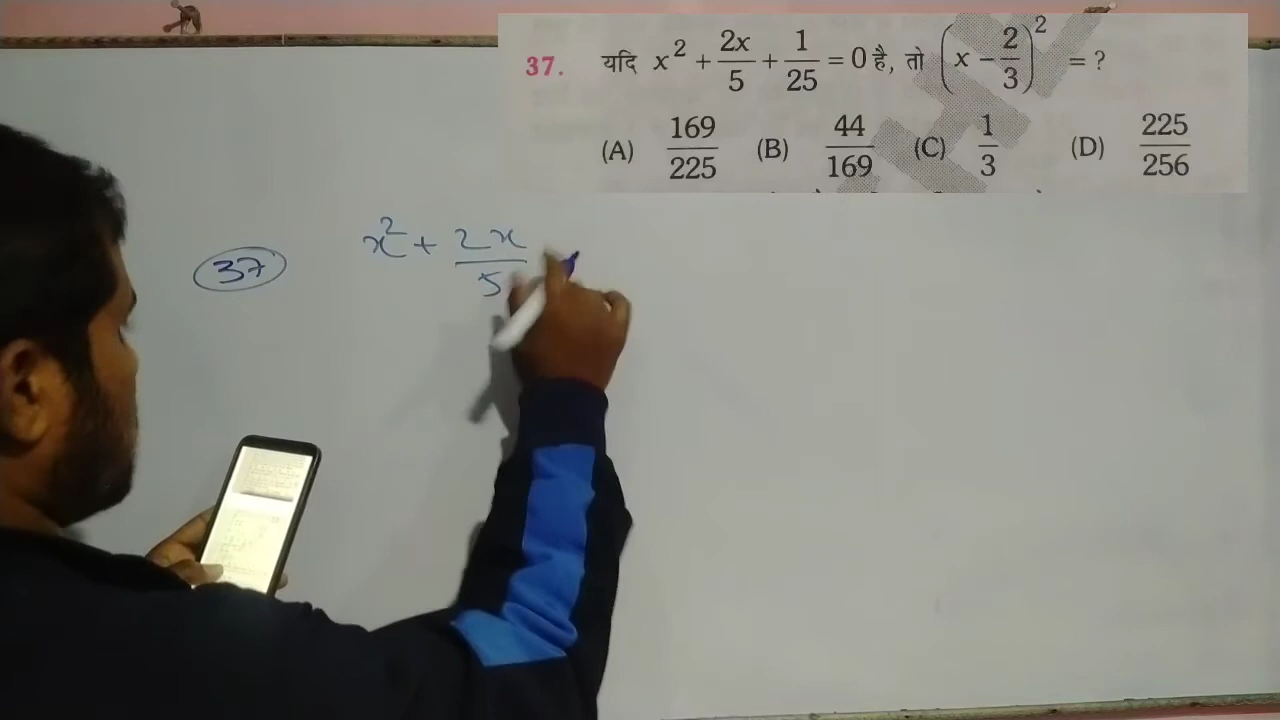 37. यदि x² + 2x/5 + 1/25 = 0 है, तो (x − 2/3)² = ?
(A) 169/225 (B) 44/169 (C) 1/3 (D) 225/256
37 x² + 2x/5